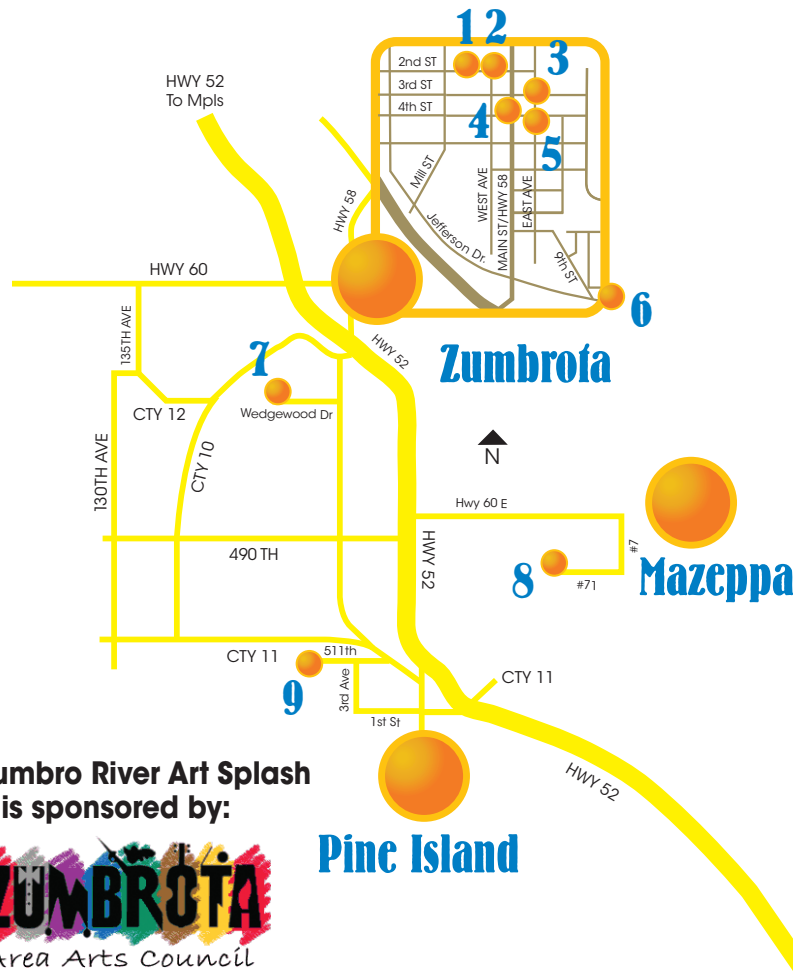 1 2
3
4
5
6
2nd ST
3rd ST
4th ST
Mill ST
WEST AVE
MAIN ST/HWY 58
EAST AVE
Jefferson Dr.
9th ST
HWY 52
To Mpls
HWY 58
HWY 60
Zumbrota
HWY 52
135TH AVE
7
Wedgewood Dr
CTY 12
CTY 10
130TH AVE
N
Hwy 60 E
#7
Mazeppa
8
#71
490 TH
HWY 52
CTY 11
511th
9
3rd Ave
1st St
CTY 11
HWY 52
Pine Island
umbro River Art Splash
is sponsored by:
ZUMBROTA
Area Arts Council